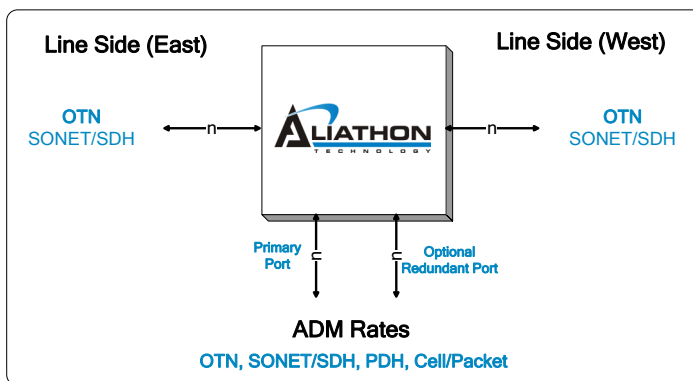 Line Side (East)
Line Side (West)
OTN
SONET/SDH
n
ALIATHON
TECHNOLOGY
n
OTN
SONET/SDH
Primary
Port
n
n
Optional
Redundant Port
ADM Rates
OTN, SONET/SDH, PDH, Cell/Packet